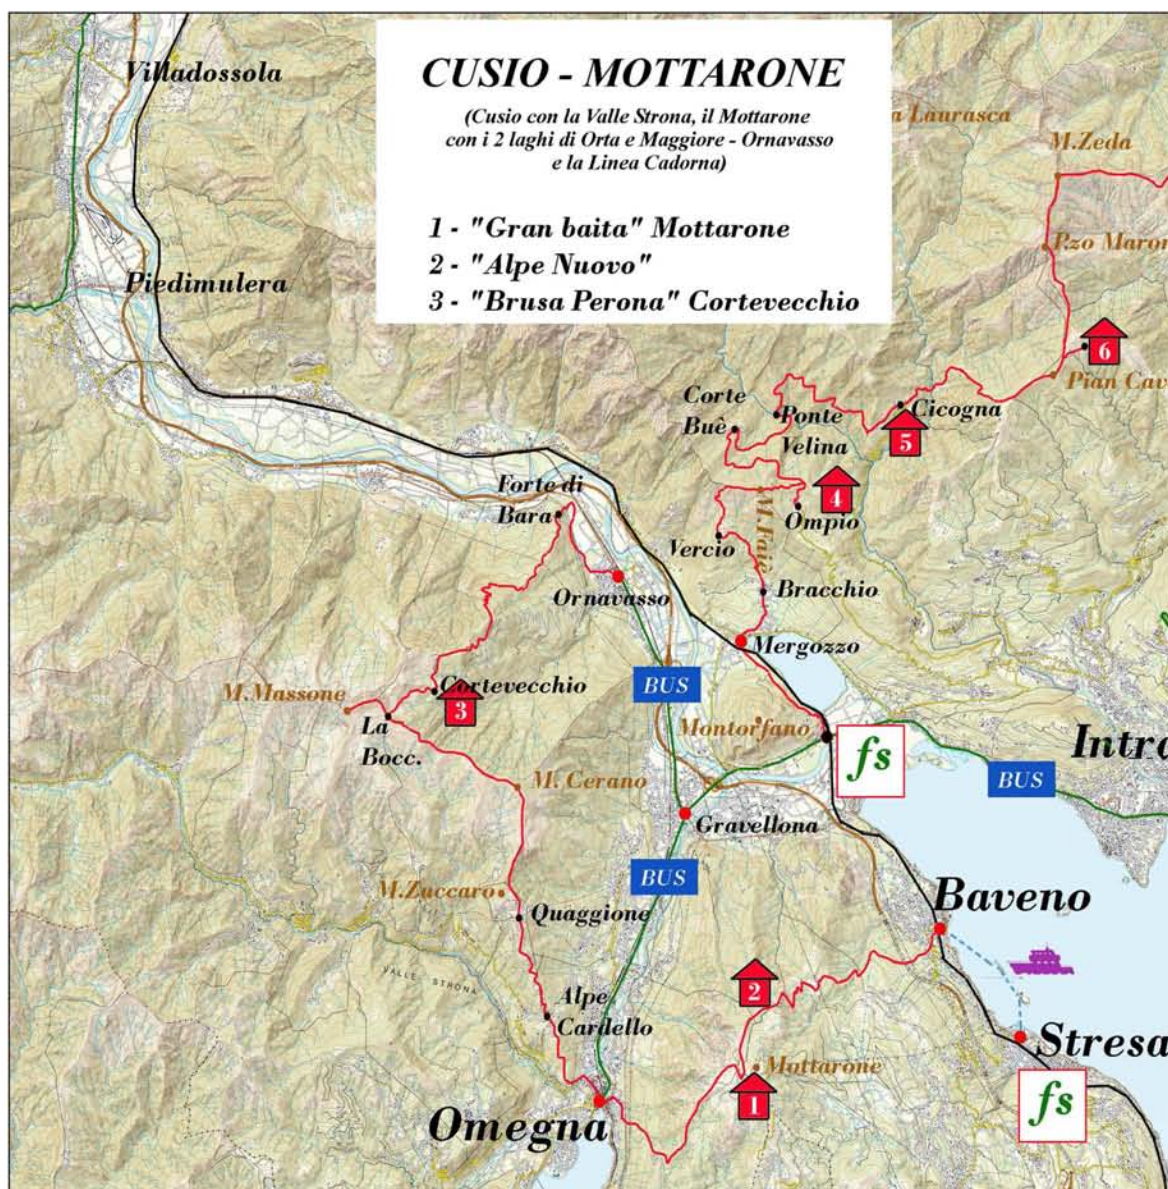 Villadossola
CUSIO - MOTTARONE
(Cusio con la Valle Strona, il Mottarone
con i 2 laghi di Orta e Maggiore - Ornavasso
e la Linea Cadorna)
1 - "Gran baita" Mottarone
2 - "Alpe Nuovo"
3 - "Brusa Perona" Cortevecchio
a Laurasca
M.Zeda
P.zo Maron
Piedimulera
6
Pian Cav
Corte
Buè
Ponte
Velina
Cicogna
5
4
Forte di
Bara
Ompio
M.Faiè
Vercio
Bracchio
Ornavasso
Mergozzo
BUS
M.Massone
Cortevecchio
3
La
Bocc.
Montorfano
fs
Intra
BUS
M. Cerano
Gravellona
BUS
M.Zuccaro
Quaggione
Baveno
VALLE STRONA
2
Alpe
Cardello
Stresa
Mottarone
1
fs
Omegna